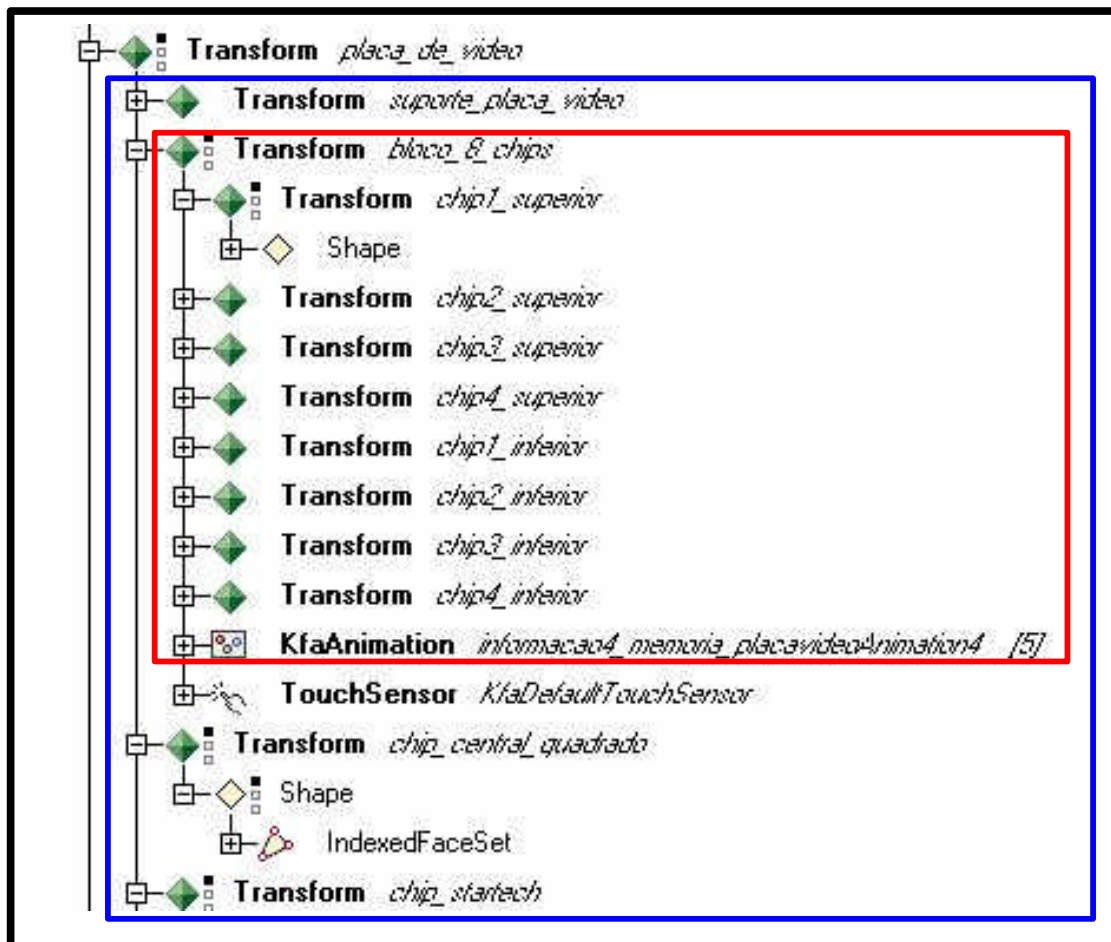 Transform placa_de_video
Transform suporte_placa_video
Transform bloco_8_chips
Transform chip1_superior
Shape
Transform chip2_superior
Transform chip3_superior
Transform chip4_superior
Transform chip1_inferior
Transform chip2_inferior
Transform chip3_inferior
Transform chip4_inferior
KfaAnimation informacao4_memoria_placavideoAnimation4 [5]
TouchSensor KfaDefaultTouchSensor
Transform chip_central_quadrado
Shape
IndexedFaceSet
Transform chip_startech